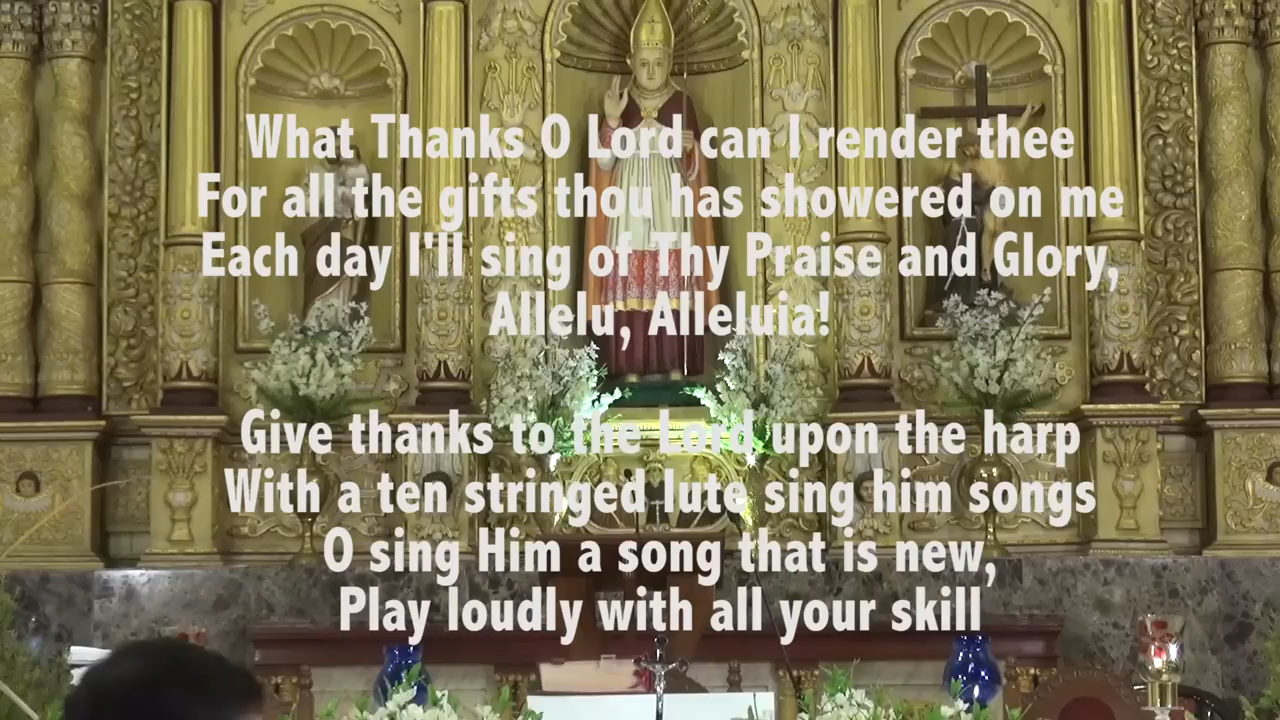 What Thanks O Lord can I render thee
For all the gifts thou has showered on me
Each day I'll sing of Thy Praise and Glory,
Allelu, Alleluia!
Give thanks to the Lord upon the harp
With a ten stringed lute sing him songs
O sing Him a song that is new,
Play loudly with all your skill